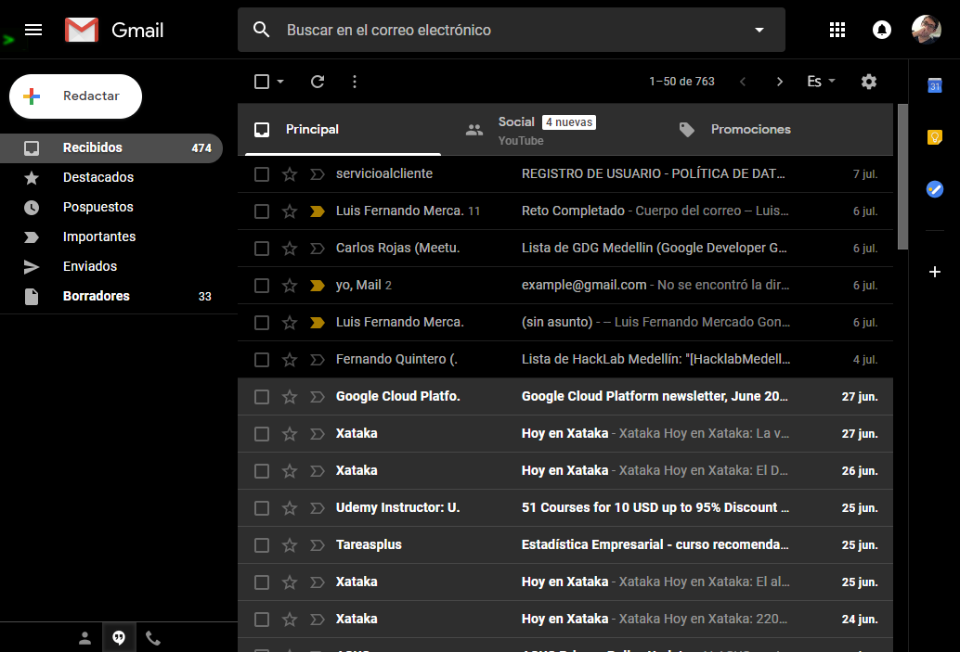 Gmail
Buscar en el correo electrónico
Redactar
1–50 de 763
Es
31
Recibidos 474
Destacados
Pospuestos
Importantes
Enviados
Borradores 33
Principal
Social 4 nuevas
YouTube
Promociones
servicioalcliente REGISTRO DE USUARIO - POLÍTICA DE DAT… 7 jul.
Luis Fernando Merca. 11 Reto Completado - Cuerpo del correo -- Luis… 6 jul.
Carlos Rojas (Meetu. Lista de GDG Medellin (Google Developer G… 6 jul.
yo, Mail 2 example@gmail.com - No se encontró la dir… 6 jul.
Luis Fernando Merca. (sin asunto) - -- Luis Fernando Mercado Gon… 6 jul.
Fernando Quintero (. Lista de HackLab Medellín: "[HacklabMedell… 4 jul.
Google Cloud Platfo. Google Cloud Platform newsletter, June 20… 27 jun.
Xataka Hoy en Xataka - Xataka Hoy en Xataka: La v… 27 jun.
Xataka Hoy en Xataka - Xataka Hoy en Xataka: El D… 26 jun.
Udemy Instructor: U. 51 Courses for 10 USD up to 95% Discount … 25 jun.
Tareasplus Estadística Empresarial - curso recomenda… 25 jun.
Xataka Hoy en Xataka - Xataka Hoy en Xataka: El al… 25 jun.
Xataka Hoy en Xataka - Xataka Hoy en Xataka: 220… 24 jun.